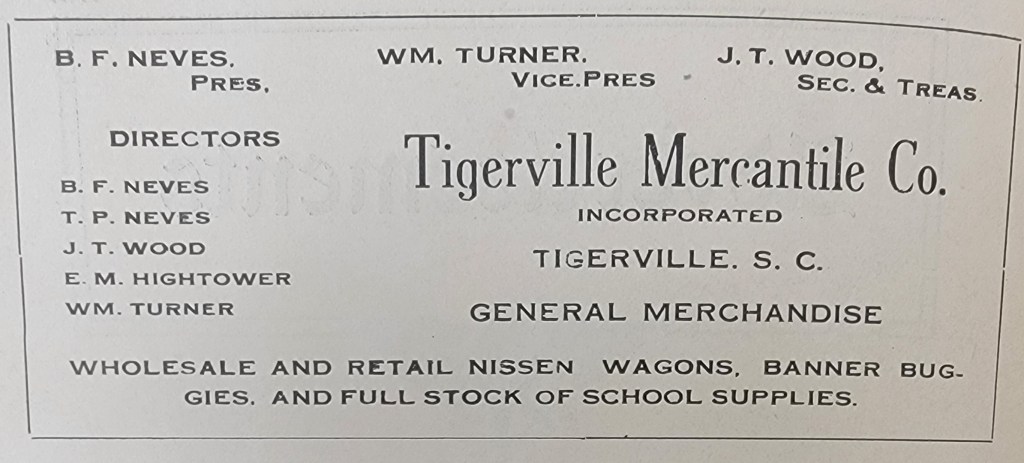 B. F. NEVES. WM. TURNER. J. T. WOOD,
PRES. VICE.PRES SEC. & TREAS.
DIRECTORS
B. F. NEVES
T. P. NEVES
J. T. WOOD
E. M. HIGHTOWER
WM. TURNER
Tigerville Mercantile Co.
INCORPORATED
TIGERVILLE. S. C.
GENERAL MERCHANDISE
WHOLESALE AND RETAIL NISSEN WAGONS, BANNER BUG-
GIES. AND FULL STOCK OF SCHOOL SUPPLIES.